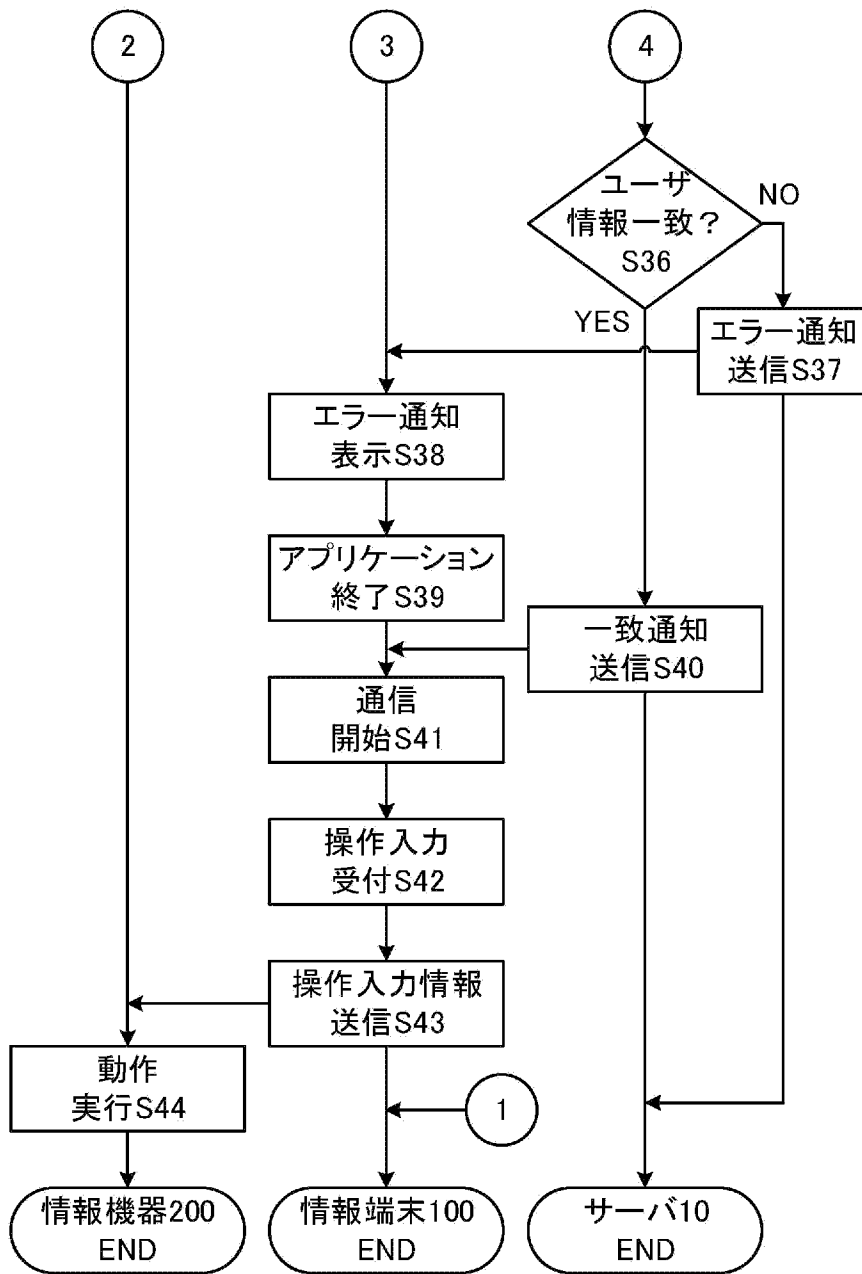 2
3
4
ユーザ
情報一致?
S36
NO
YES
エラー通知
送信S37
エラー通知
表示S38
アプリケーション
終了S39
一致通知
送信S40
通信
開始S41
操作入力
受付S42
操作入力情報
送信S43
動作
実行S44
1
情報機器200
END
情報端末100
END
サーバ10
END